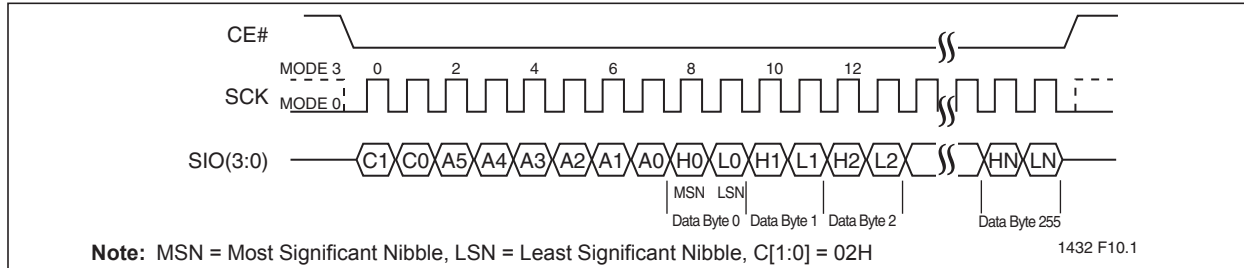 CE#
MODE 3 0 2 4 6 8 10 12
SCK
MODE 0
SIO(3:0) C1 C0 A5 A4 A3 A2 A1 A0 H0 L0 H1 L1 H2 L2 HN LN
MSN LSN
Data Byte 0 Data Byte 1 Data Byte 2 Data Byte 255
Note: MSN = Most Significant Nibble, LSN = Least Significant Nibble, C[1:0] = 02H 1432 F10.1